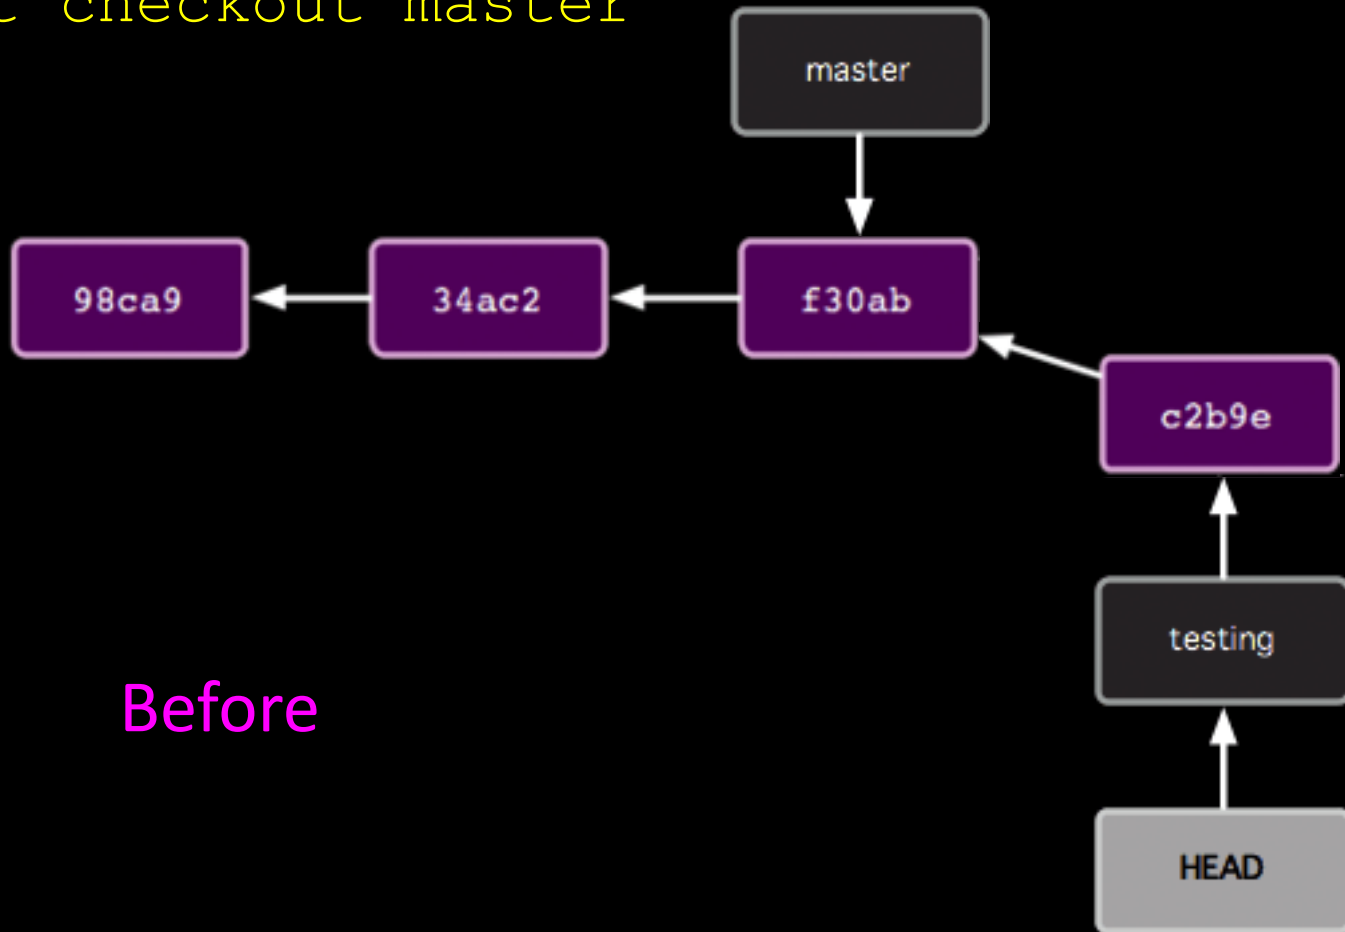 checkout master
master
98ca9
34ac2
f30ab
c2b9e
testing
Before
HEAD